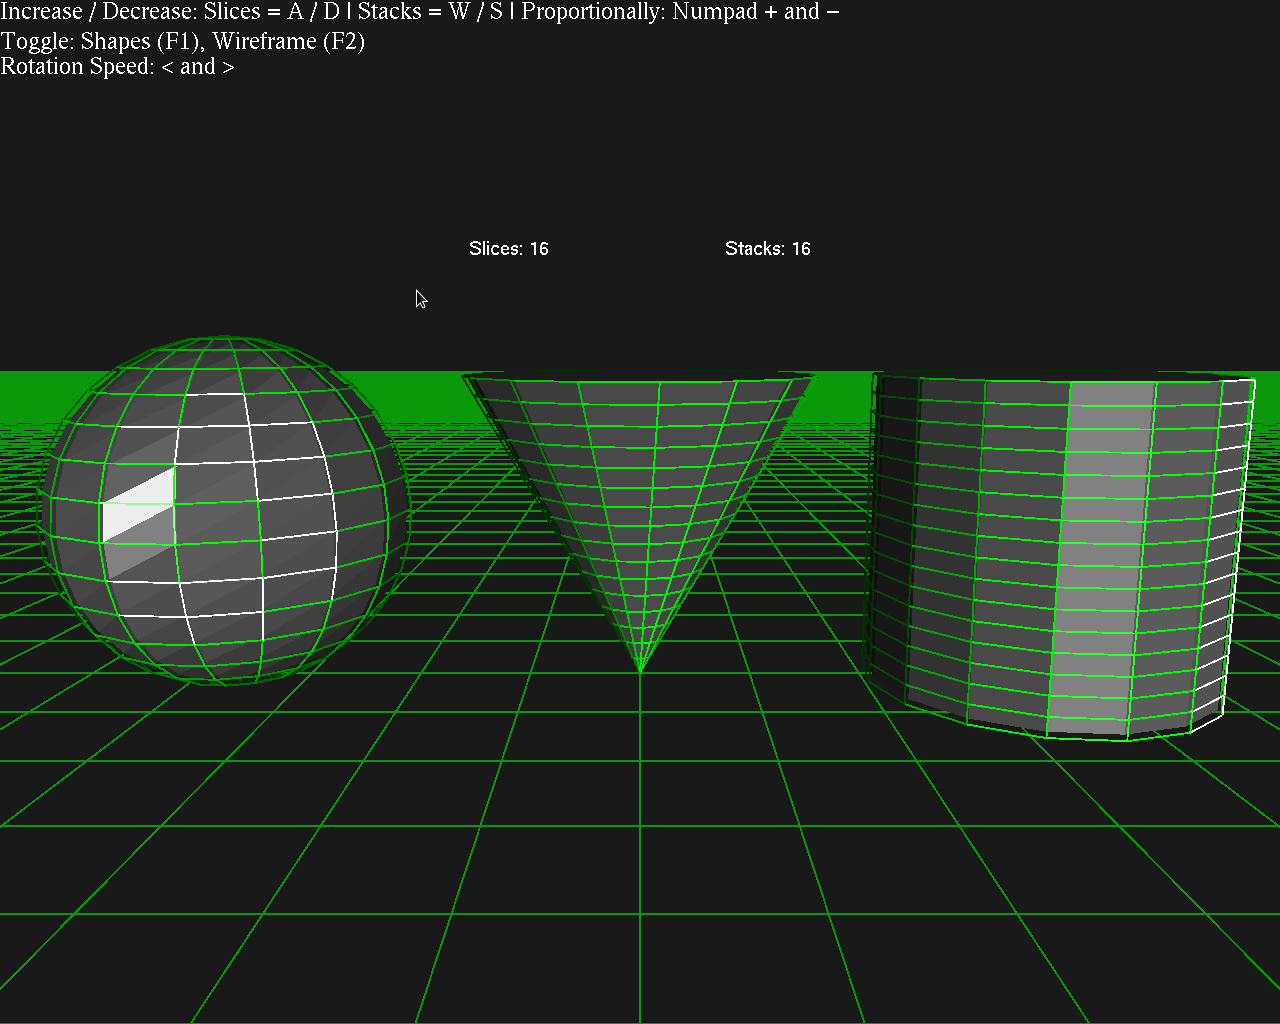 Increase / Decrease: Slices = A / D | Stacks = W / S | Proportionally: Numpad + and −
Toggle: Shapes (F1), Wireframe (F2)
Rotation Speed: < and >
Slices: 16 Stacks: 16